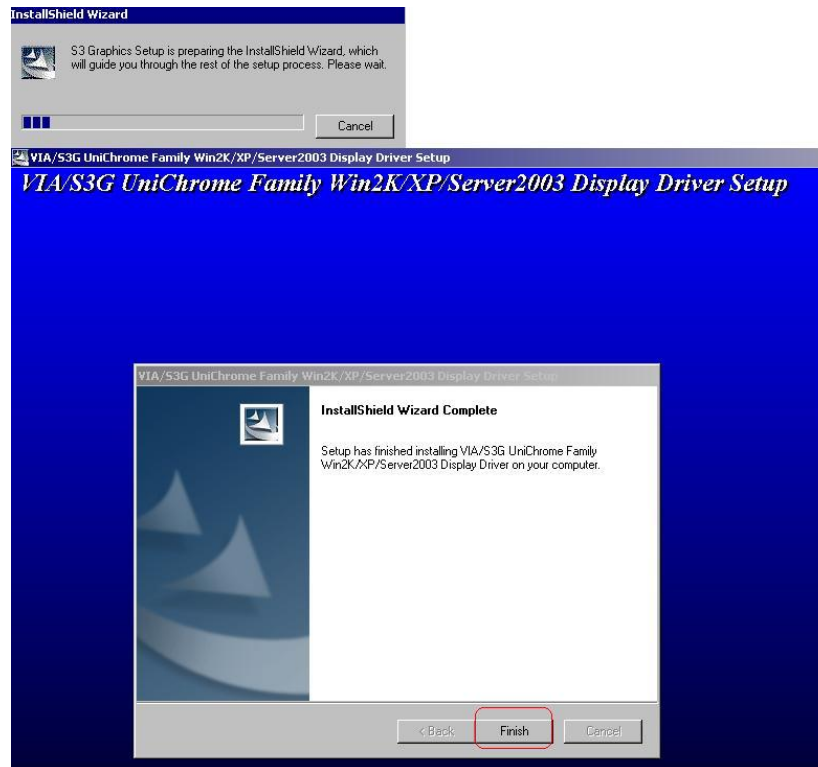 InstallShield Wizard
S3 Graphics Setup is preparing the InstallShield Wizard, which
will guide you through the rest of the setup process. Please wait.
Cancel
VIA/S3G UniChrome Family Win2K/XP/Server2003 Display Driver Setup
VIA/S3G UniChrome Family Win2K/XP/Server2003 Display Driver Setup
VIA/S3G UniChrome Family Win2K/XP/Server2003 Display Driver Setup
InstallShield Wizard Complete
Setup has finished installing VIA/S3G UniChrome Family
Win2K/XP/Server2003 Display Driver on your computer.
< Back Finish Cancel